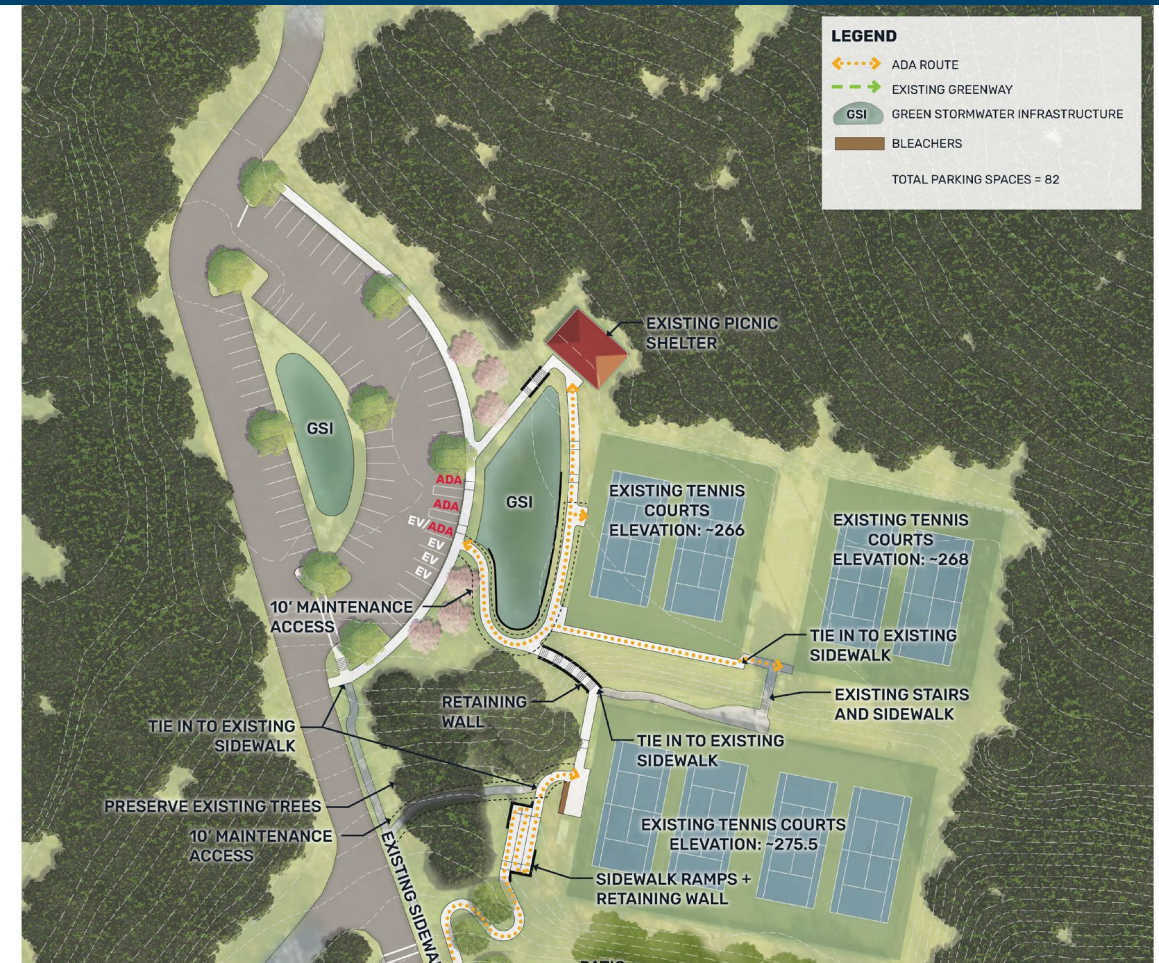 LEGEND
ADA ROUTE
EXISTING GREENWAY
GSI GREEN STORMWATER INFRASTRUCTURE
BLEACHERS
TOTAL PARKING SPACES = 82
EXISTING PICNIC
SHELTER
GSI
ADA
ADA
EV/ADA
EV
EV
EV
GSI
EXISTING TENNIS
COURTS
ELEVATION: ~266
EXISTING TENNIS
COURTS
ELEVATION: ~268
10' MAINTENANCE
ACCESS
TIE IN TO EXISTING
SIDEWALK
EXISTING STAIRS
AND SIDEWALK
RETAINING
WALL
TIE IN TO EXISTING
SIDEWALK
TIE IN TO EXISTING
SIDEWALK
PRESERVE EXISTING TREES
10' MAINTENANCE
ACCESS
EXISTING TENNIS COURTS
ELEVATION: ~275.5
SIDEWALK RAMPS +
RETAINING WALL
EXISTING